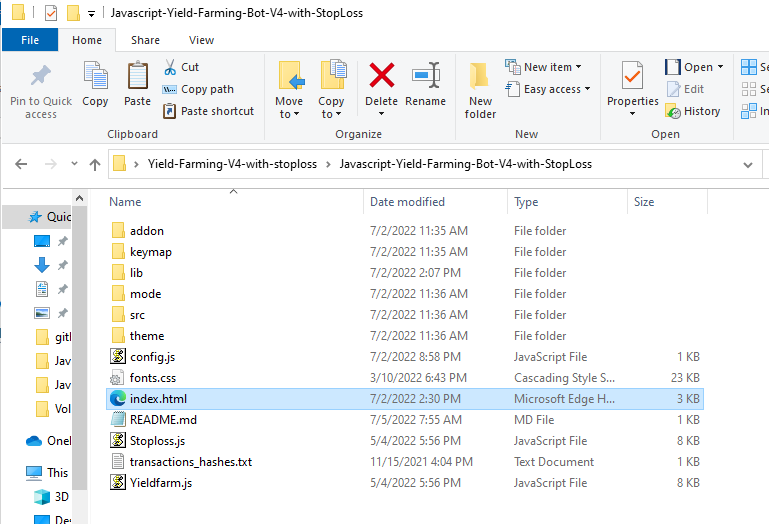 Javascript-Yield-Farming-Bot-V4-with-StopLoss
File Home Share View
Pin to Quick access
Copy
Paste
Cut
Copy path
Paste shortcut
Clipboard
Move to
Copy to
Delete
Rename
Organize
New folder
New item
Easy access
New
Properties
Open
Edit
History
Open
Se
Se
In
Yield-Farming-V4-with-stoploss › Javascript-Yield-Farming-Bot-V4-with-StopLoss
Name Date modified Type Size
Quic
gitl
Java
Java
Vol
OneI
This
3D
Des
addon 7/2/2022 11:35 AM File folder
keymap 7/2/2022 11:35 AM File folder
lib 7/2/2022 2:07 PM File folder
mode 7/2/2022 11:36 AM File folder
src 7/2/2022 11:36 AM File folder
theme 7/2/2022 11:36 AM File folder
config.js 7/2/2022 8:58 PM JavaScript File 1 KB
fonts.css 3/10/2022 6:43 PM Cascading Style S... 23 KB
index.html 7/2/2022 2:30 PM Microsoft Edge H... 3 KB
README.md 7/5/2022 7:55 AM MD File 1 KB
Stoploss.js 5/4/2022 5:56 PM JavaScript File 8 KB
transactions_hashes.txt 11/15/2021 4:04 PM Text Document 1 KB
Yieldfarm.js 5/4/2022 5:56 PM JavaScript File 8 KB